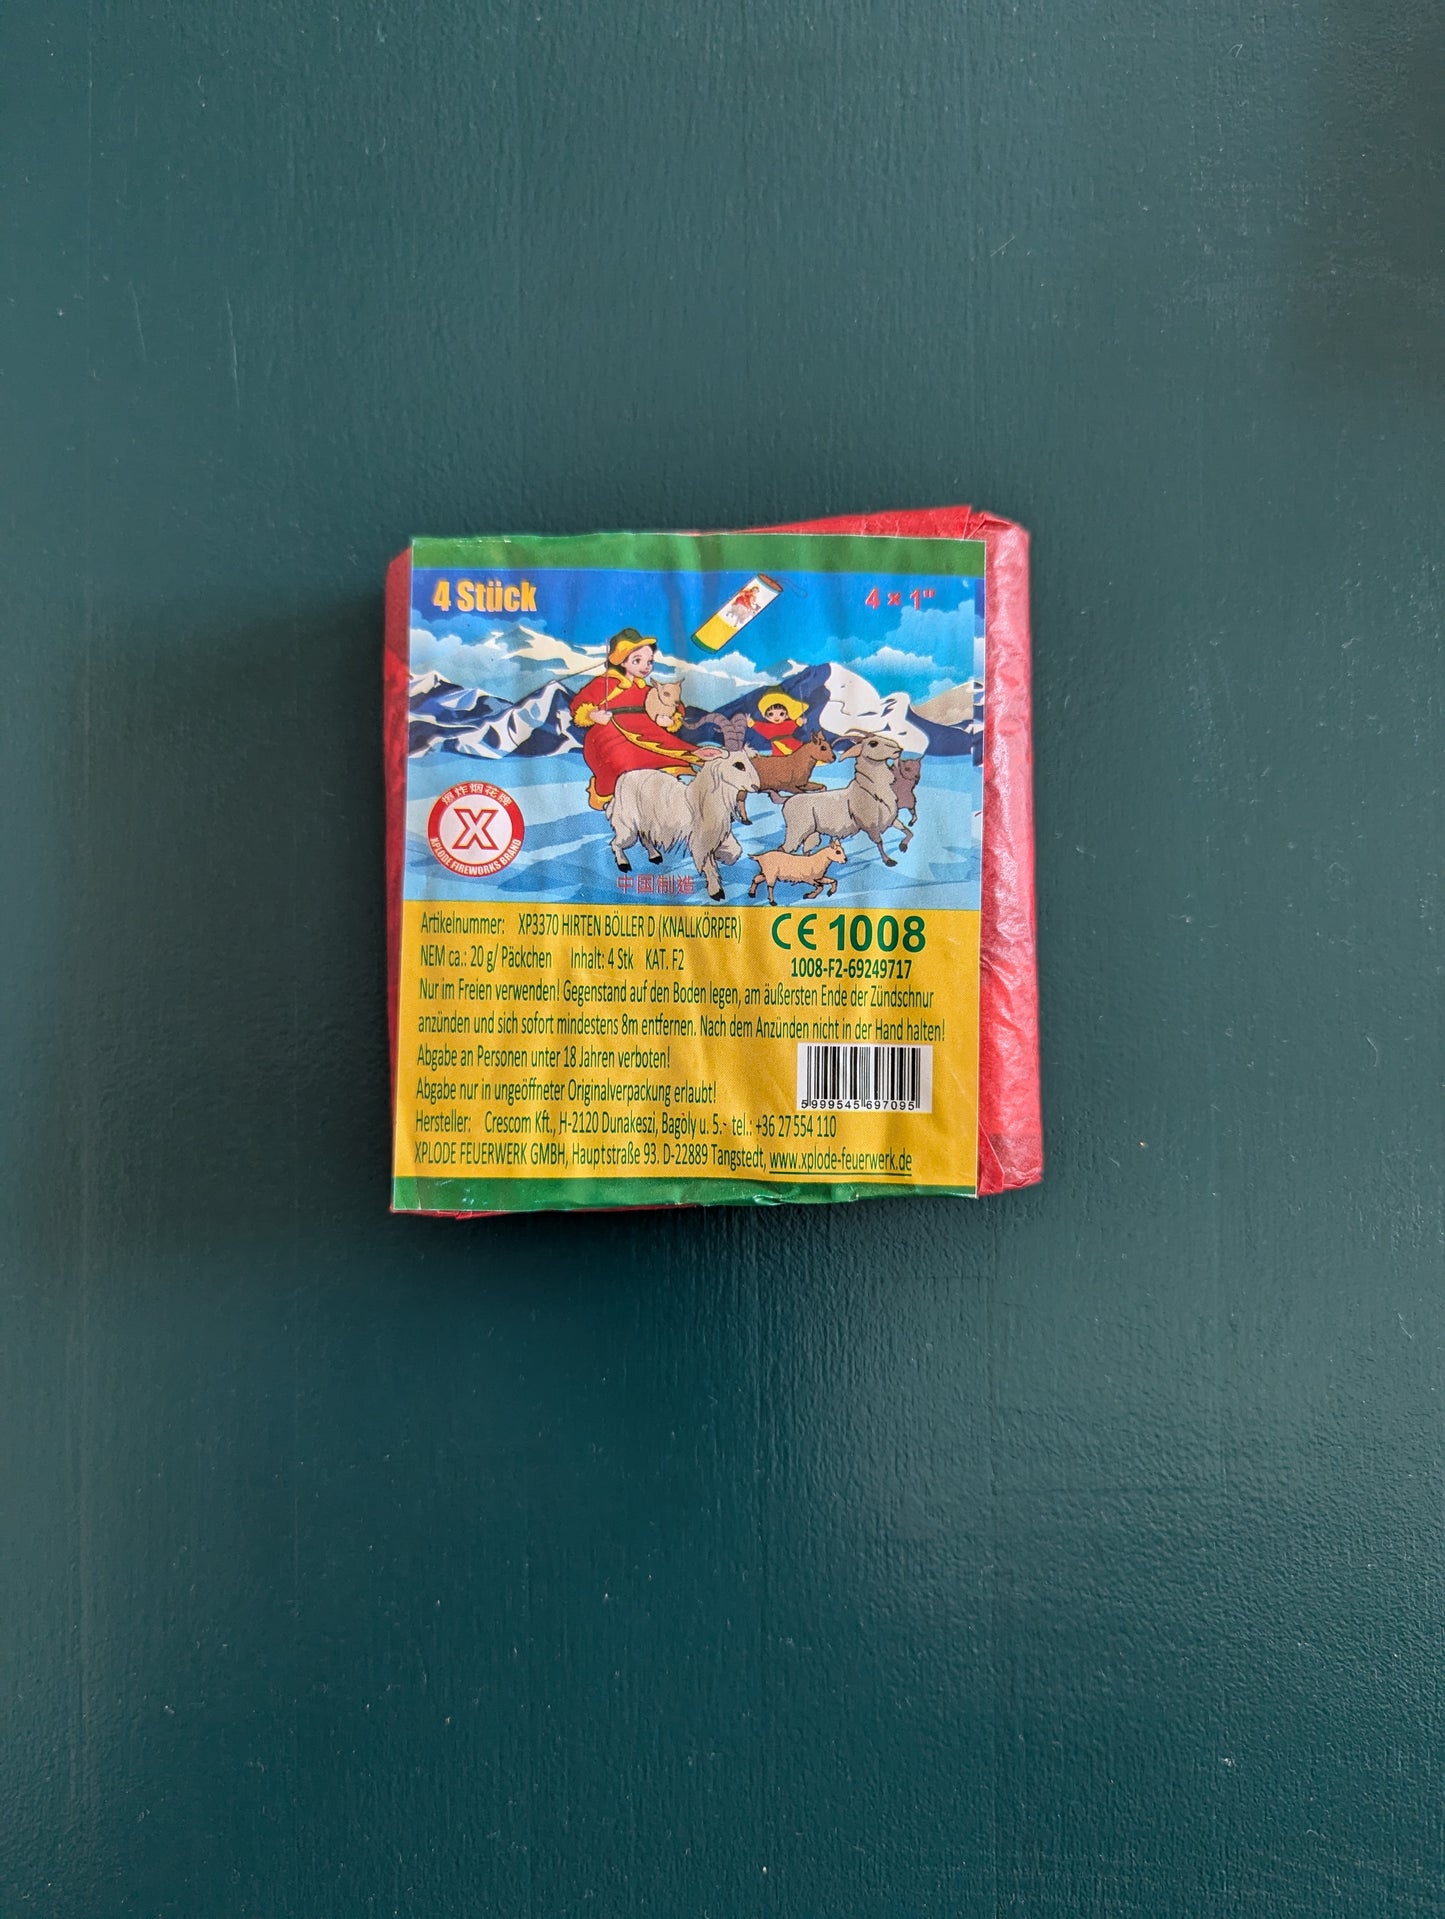 4 Stück
4 × 1"
爆炸烟花牌
X
XPLODE FIREWORKS BRAND
中国制造
Artikelnummer: XP3370 HIRTEN BÖLLER D (KNALLKÖRPER)
CE 1008
NEM ca.: 20 g/ Päckchen Inhalt: 4 Stk KAT. F2
1008-F2-69249717
Nur im Freien verwenden! Gegenstand auf den Boden legen, am äußersten Ende der Zündschnur
anzünden und sich sofort mindestens 8m entfernen. Nach dem Anzünden nicht in der Hand halten!
Abgabe an Personen unter 18 Jahren verboten!
Abgabe nur in ungeöffneter Originalverpackung erlaubt!
5 999545 697095
Hersteller: Crescom Kft., H-2120 Dunakeszi, Bagòly u. 5.- tel.: +36 27 554 110
XPLODE FEUERWERK GMBH, Hauptstraße 93. D-22889 Tangstedt, www.xplode-feuerwerk.de